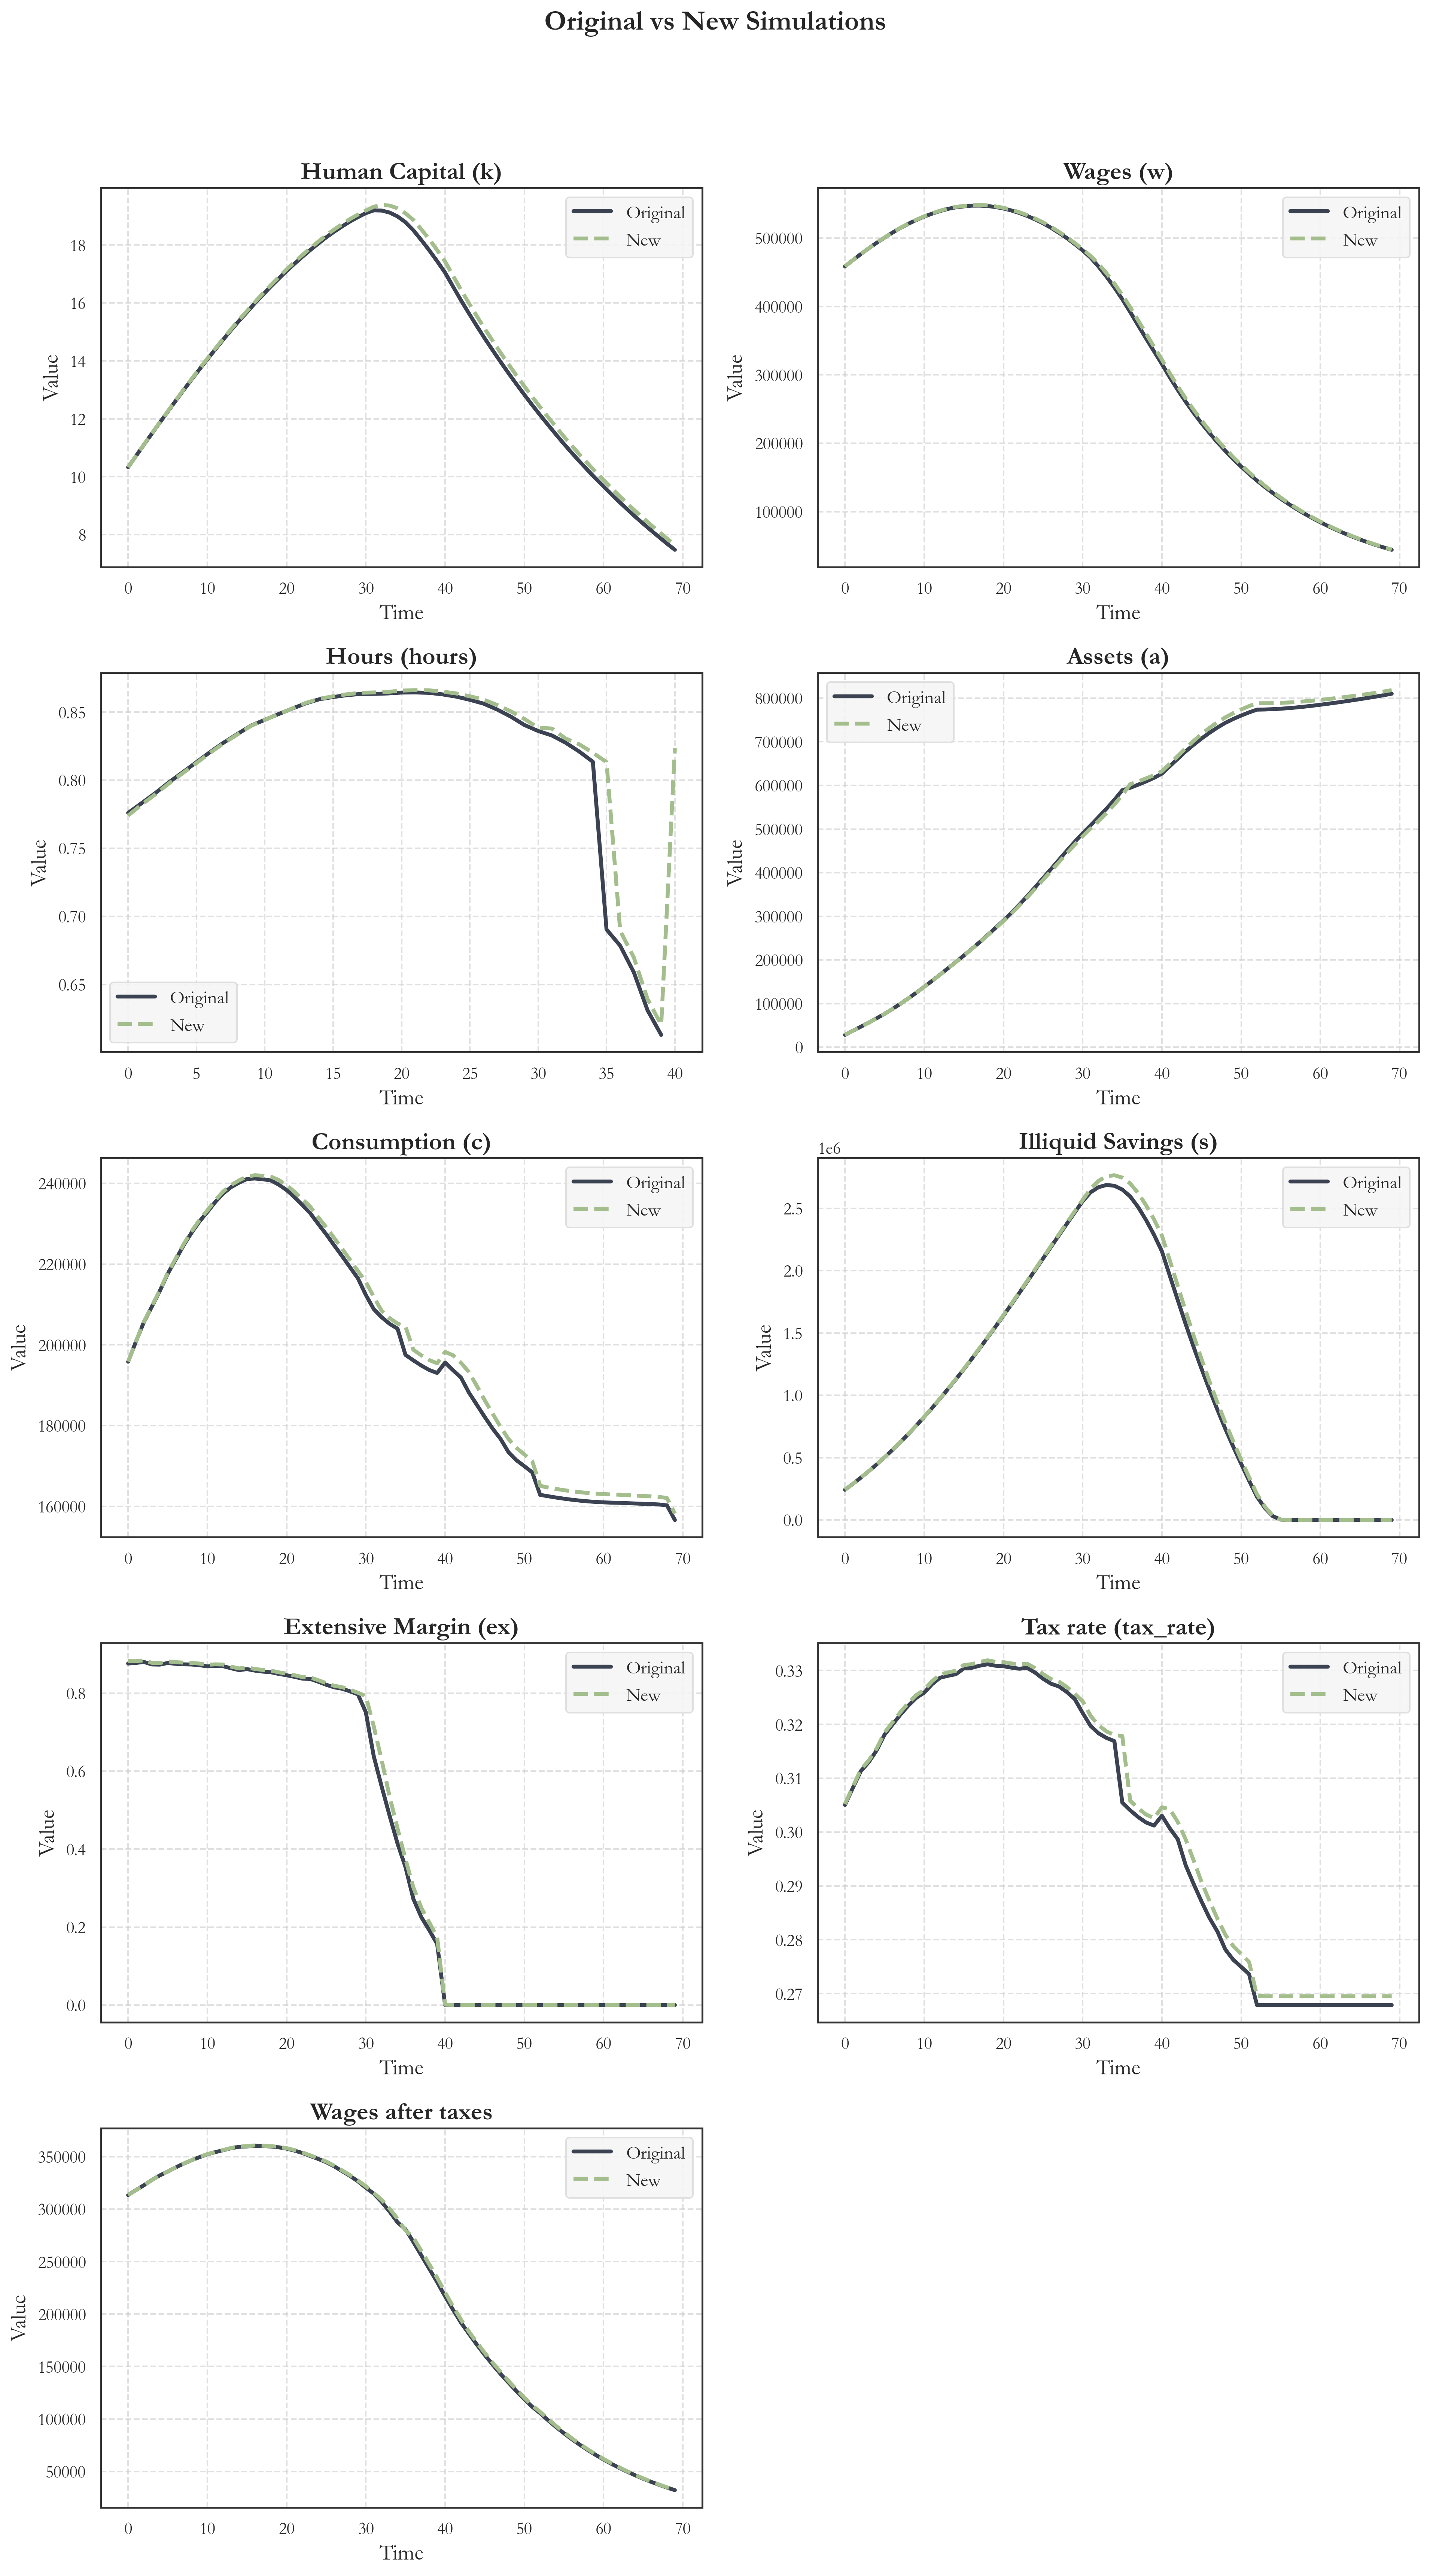 Original vs New Simulations
Human Capital (k)
Value
18
16
14
12
10
8
Original
New
0 10 20 30 40 50 60 70
Time
Wages (w)
Value
500000
400000
300000
200000
100000
Original
New
0 10 20 30 40 50 60 70
Time
Hours (hours)
Value
0.85
0.80
0.75
0.70
0.65
Original
New
0 5 10 15 20 25 30 35 40
Time
Assets (a)
Value
800000
700000
600000
500000
400000
300000
200000
100000
0
Original
New
0 10 20 30 40 50 60 70
Time
Consumption (c)
Value
240000
220000
200000
180000
160000
Original
New
0 10 20 30 40 50 60 70
Time
Illiquid Savings (s)
1e6
Value
2.5
2.0
1.5
1.0
0.5
0.0
Original
New
0 10 20 30 40 50 60 70
Time
Extensive Margin (ex)
Value
0.8
0.6
0.4
0.2
0.0
Original
New
0 10 20 30 40 50 60 70
Time
Tax rate (tax_rate)
Value
0.33
0.32
0.31
0.30
0.29
0.28
0.27
Original
New
0 10 20 30 40 50 60 70
Time
Wages after taxes
Value
350000
300000
250000
200000
150000
100000
50000
Original
New
0 10 20 30 40 50 60 70
Time